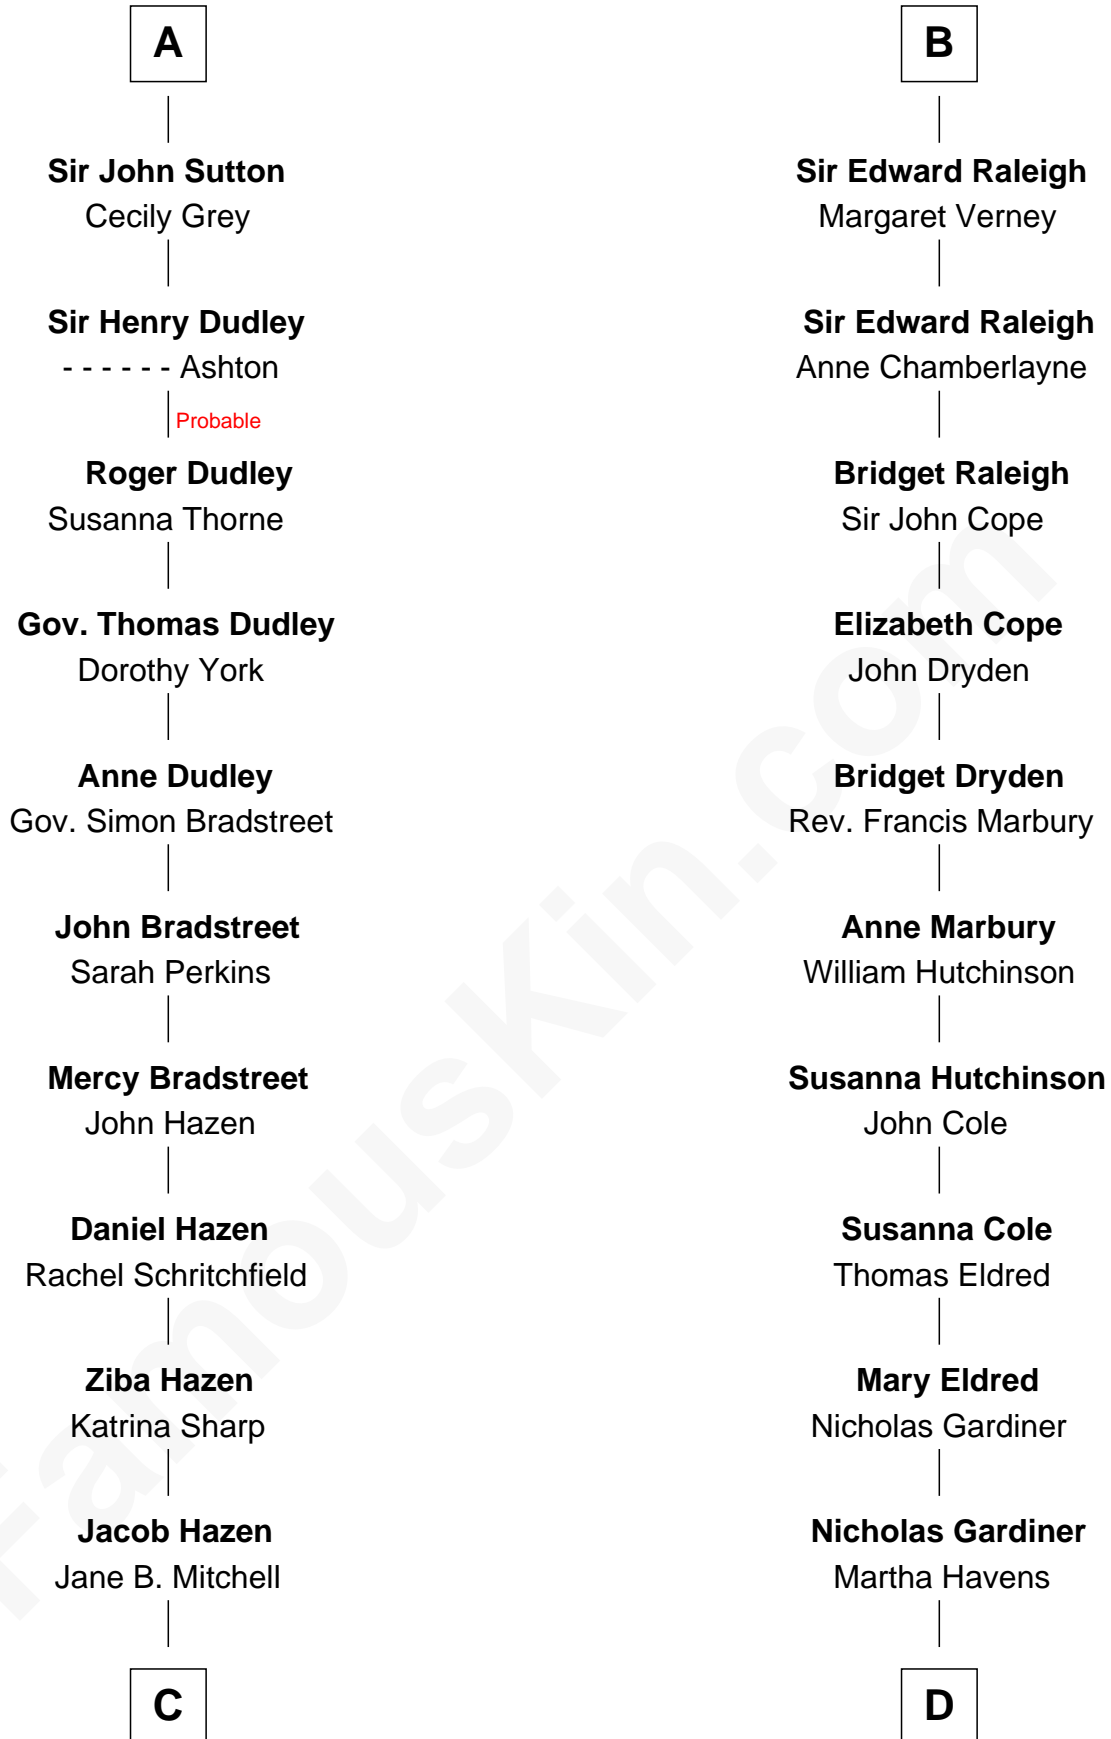 A
Sir John Sutton
Cecily Grey
Sir Henry Dudley
- - - - - - Ashton
Probable
Roger Dudley
Susanna Thorne
Gov. Thomas Dudley
Dorothy York
Anne Dudley
Gov. Simon Bradstreet
John Bradstreet
Sarah Perkins
Mercy Bradstreet
John Hazen
Daniel Hazen
Rachel Schritchfield
Ziba Hazen
Katrina Sharp
Jacob Hazen
Jane B. Mitchell
C
B
Sir Edward Raleigh
Margaret Verney
Sir Edward Raleigh
Anne Chamberlayne
Bridget Raleigh
Sir John Cope
Elizabeth Cope
John Dryden
Bridget Dryden
Rev. Francis Marbury
Anne Marbury
William Hutchinson
Susanna Hutchinson
John Cole
Susanna Cole
Thomas Eldred
Mary Eldred
Nicholas Gardiner
Nicholas Gardiner
Martha Havens
D
FamousKin.com